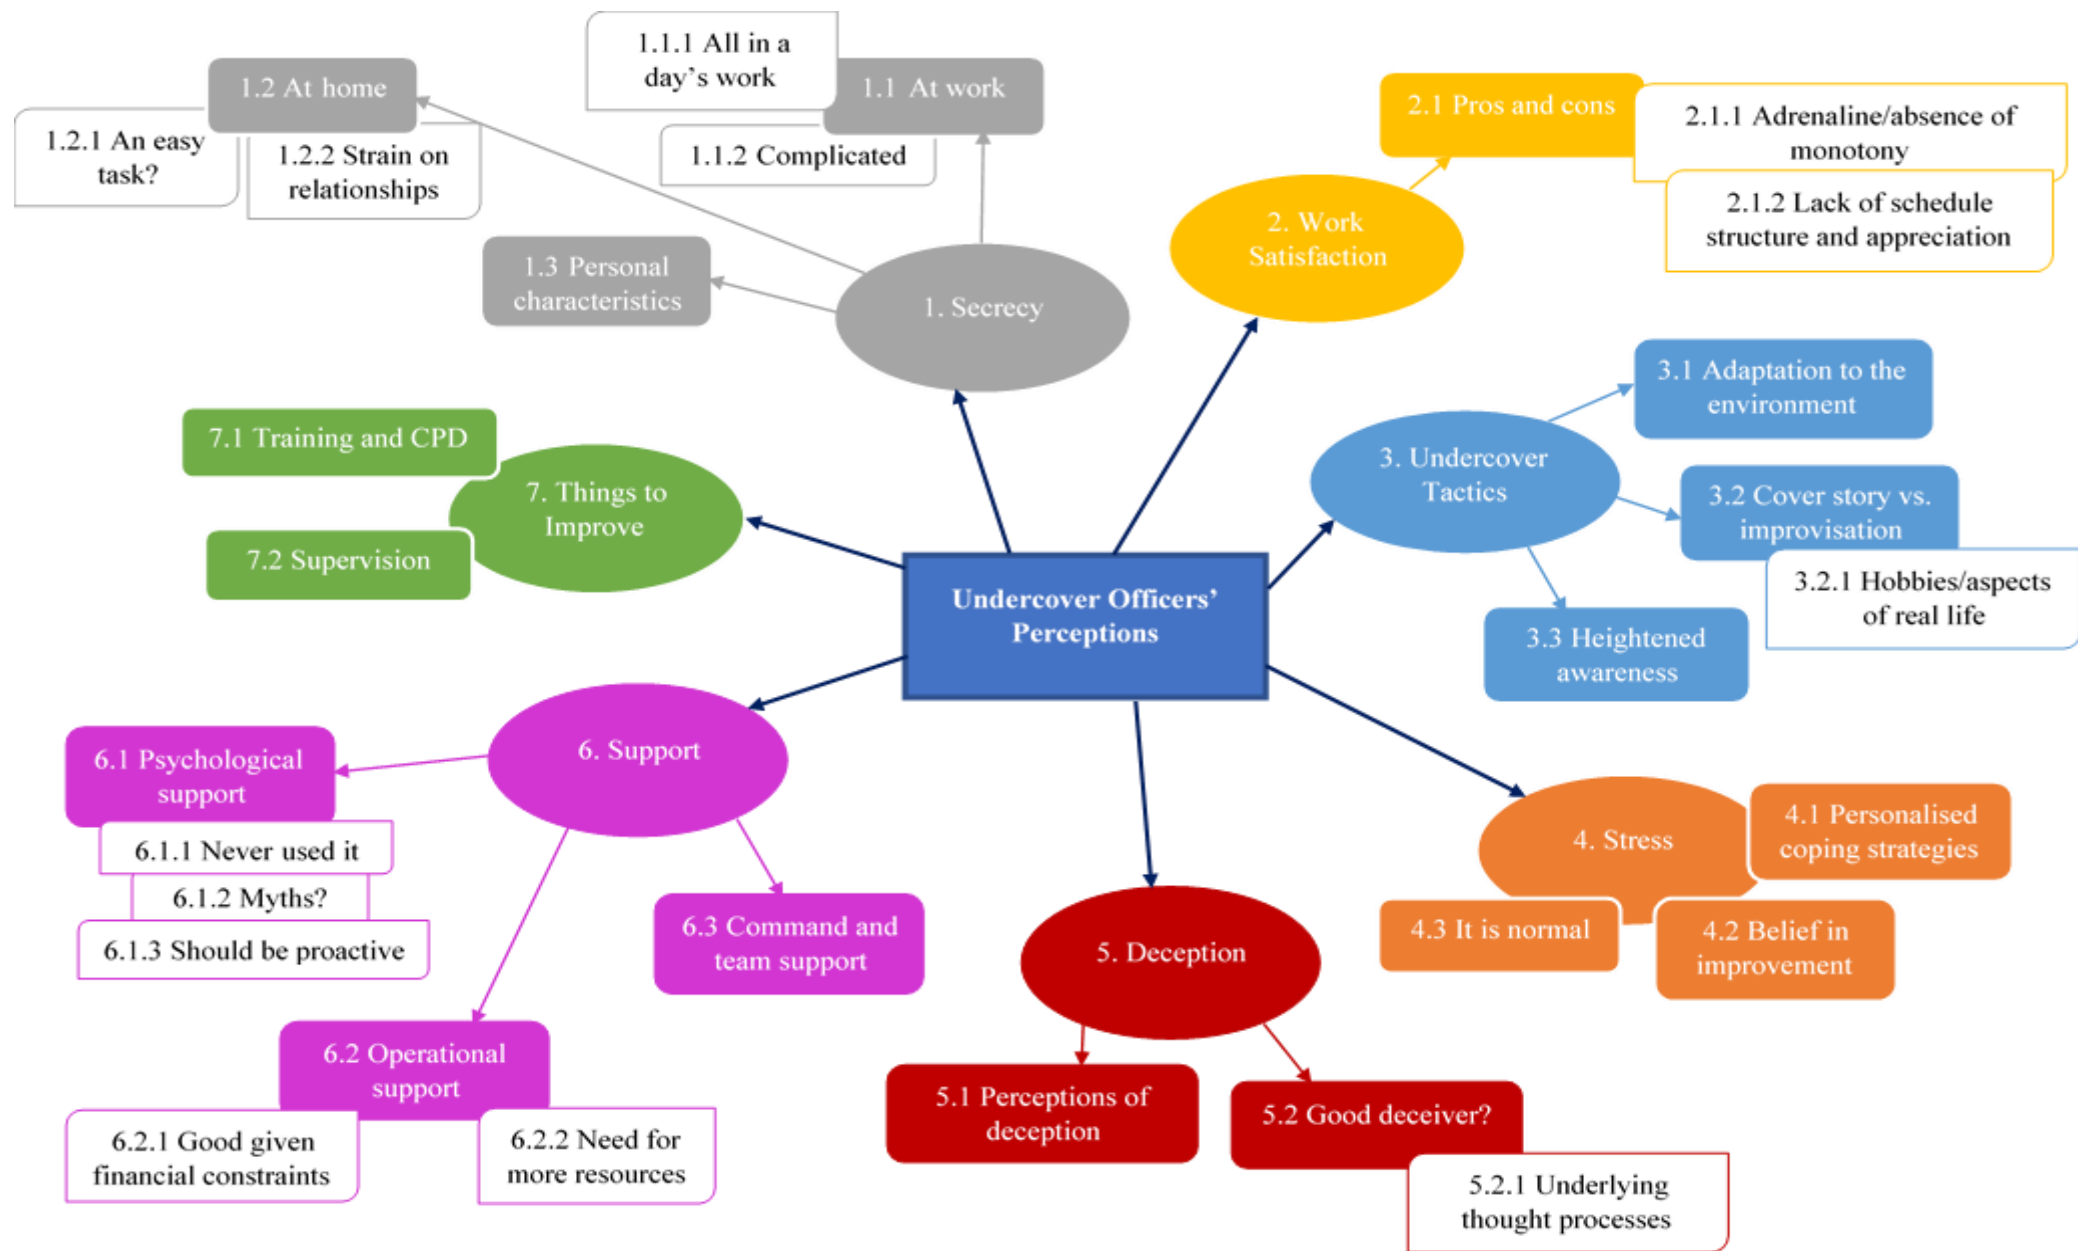 Undercover Officers’
Perceptions
1. Secrecy
1.1 At work
1.1.1 All in a
day’s work
1.1.2 Complicated
1.2 At home
1.2.1 An easy
task?
1.2.2 Strain on
relationships
1.3 Personal
characteristics
2. Work
Satisfaction
2.1 Pros and cons
2.1.1 Adrenaline/absence of
monotony
2.1.2 Lack of schedule
structure and appreciation
3. Undercover
Tactics
3.1 Adaptation to the
environment
3.2 Cover story vs.
improvisation
3.2.1 Hobbies/aspects
of real life
3.3 Heightened
awareness
4. Stress
4.1 Personalised
coping strategies
4.2 Belief in
improvement
4.3 It is normal
5. Deception
5.1 Perceptions of
deception
5.2 Good deceiver?
5.2.1 Underlying
thought processes
6. Support
6.1 Psychological
support
6.1.1 Never used it
6.1.2 Myths?
6.1.3 Should be proactive
6.2 Operational
support
6.2.1 Good given
financial constraints
6.2.2 Need for
more resources
6.3 Command and
team support
7. Things to
Improve
7.1 Training and CPD
7.2 Supervision